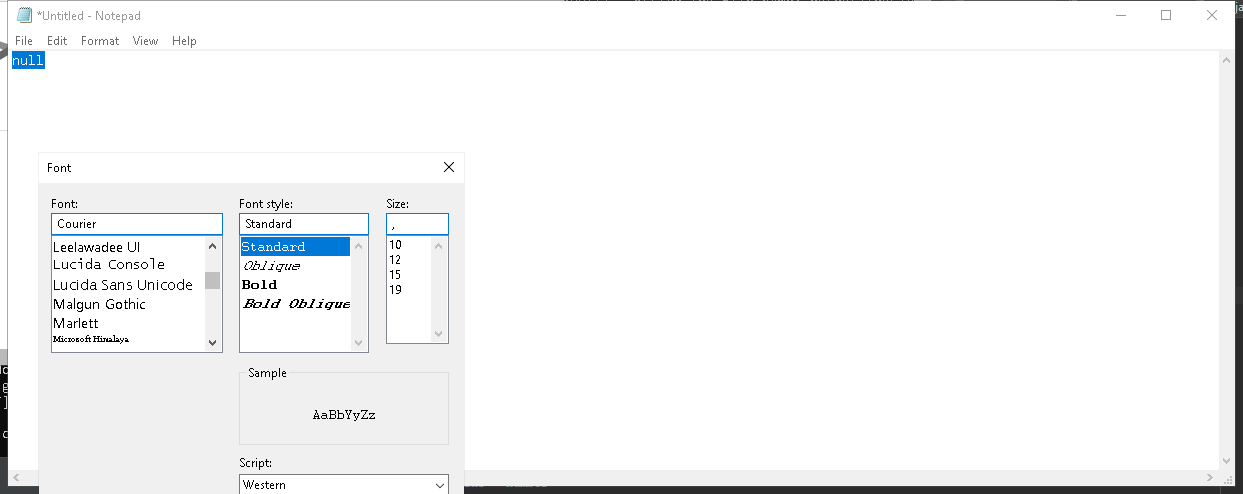 *Untitled - Notepad
File Edit Format View Help
null
Font
Font: Font style: Size:
Courier Standard ,
Leelawadee UI Standard 10
Lucida Console Oblique 12
Lucida Sans Unicode Bold 15
Malgun Gothic Bold Oblique 19
Marlett
Microsoft Himalaya
Sample
AaBbYyZz
Script:
Western